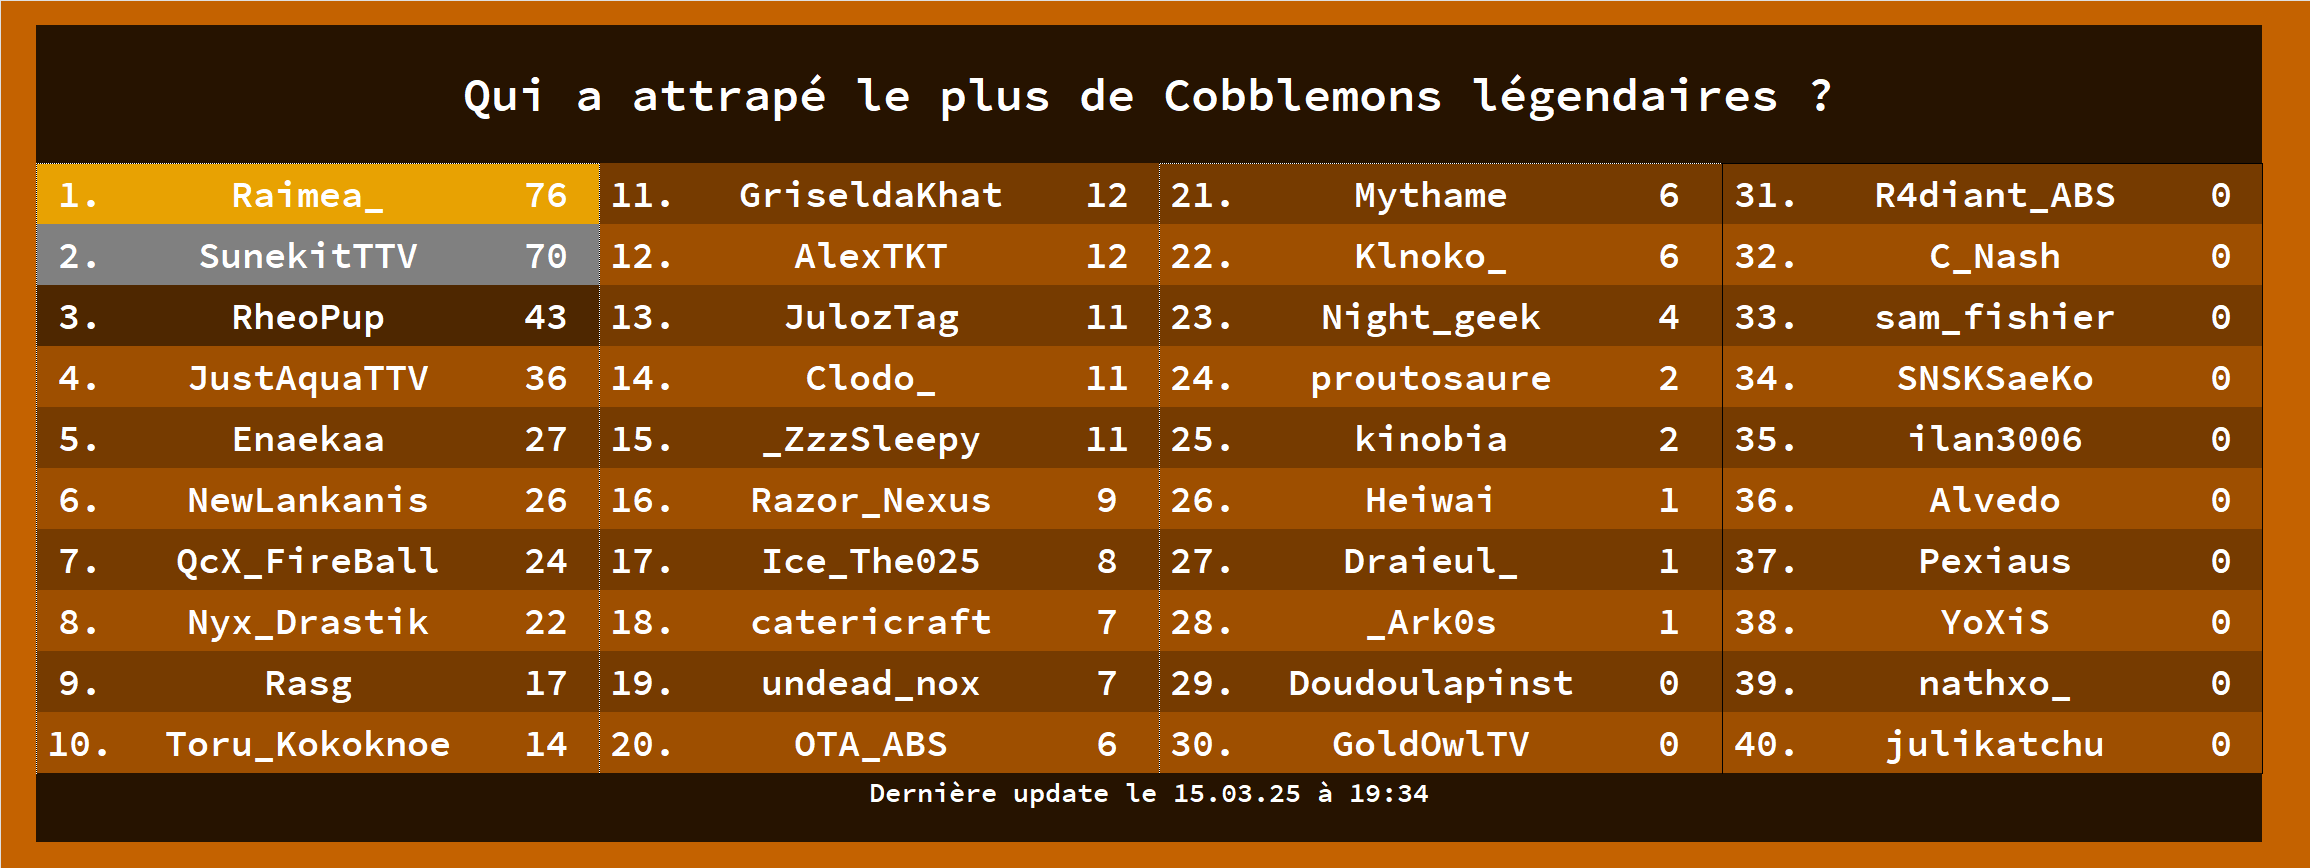 Qui a attrapé le plus de Cobblemons légendaires ?
1. Raimea_ 76
2. SunekitTTV 70
3. RheoPup 43
4. JustAquaTTV 36
5. Enaekaa 27
6. NewLankanis 26
7. QcX_FireBall 24
8. Nyx_Drastik 22
9. Rasg 17
10. Toru_Kokoknoe 14
11. GriseldaKhat 12
12. AlexTKT 12
13. JulozTag 11
14. Clodo_ 11
15. _ZzzSleepy 11
16. Razor_Nexus 9
17. Ice_The025 8
18. catericraft 7
19. undead_nox 7
20. OTA_ABS 6
21. Mythame 6
22. Klnoko_ 6
23. Night_geek 4
24. proutosaure 2
25. kinobia 2
26. Heiwai 1
27. Draieul_ 1
28. _Ark0s 1
29. Doudoulapinst 0
30. GoldOwlTV 0
31. R4diant_ABS 0
32. C_Nash 0
33. sam_fishier 0
34. SNSKSaeKo 0
35. ilan3006 0
36. Alvedo 0
37. Pexiaus 0
38. YoXiS 0
39. nathxo_ 0
40. julikatchu 0
Dernière update le 15.03.25 à 19:34